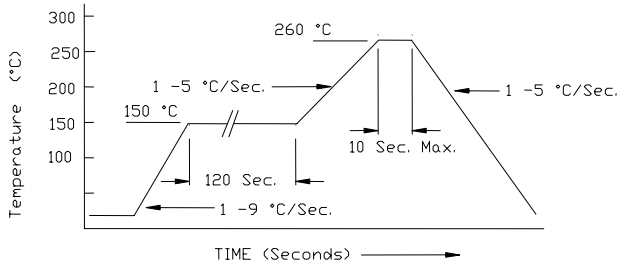 Temperature (°C)
300
300
250
200
150
100
260 °C
1 -5 °C/Sec.
150 °C
1 -5 °C/Sec.
10 Sec. Max.
120 Sec.
1 -9 °C/Sec.
TIME (Seconds)